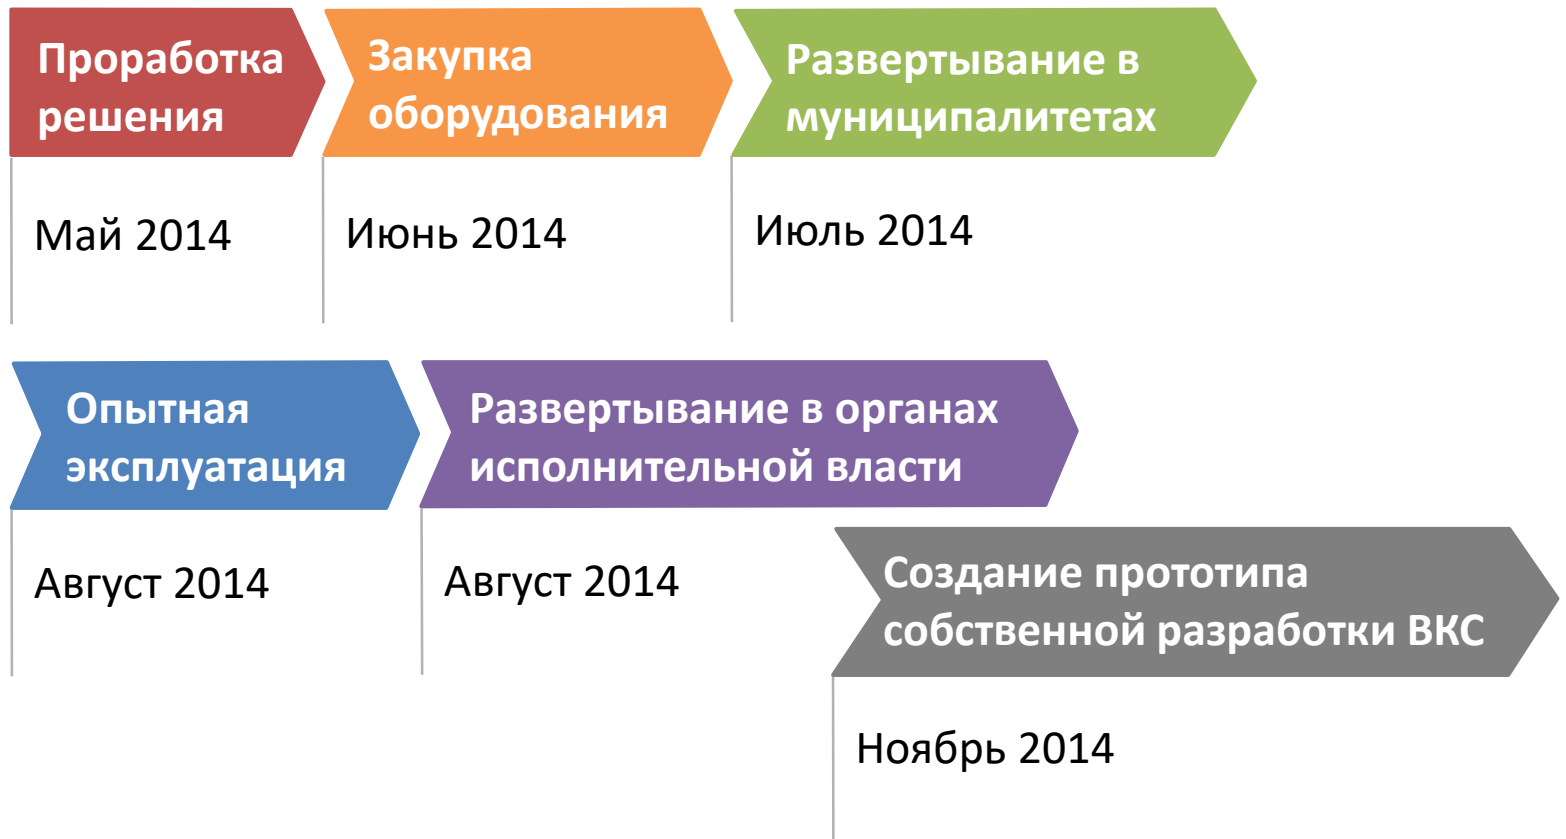 Проработка
решения
Закупка
оборудования
Развертывание в
муниципалитетах
Май 2014
Июнь 2014
Июль 2014
Опытная
эксплуатация
Развертывание в органах
исполнительной власти
Август 2014
Август 2014
Создание прототипа
собственной разработки ВКС
Ноябрь 2014